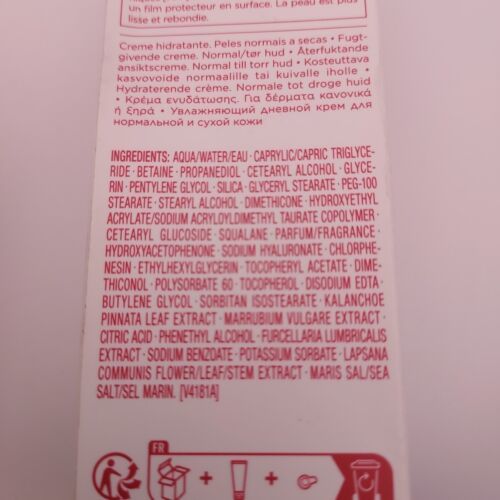 un film protecteur en surface. La peau est plus
lisse et rebondie.
Creme hidratante. Peles normais a secas • Fugt-
givende creme. Normal/tør hud • Återfuktande
ansiktscreme. Normal till torr hud • Kosteuttava
kasvovoide normaalille tai kuivalle iholle •
Hydraterende crème. Normale tot droge huid
• Κρέμα ενυδάτωσης. Για δέρματα κανονικά
ή ξηρά • Увлажняющий дневной крем для
нормальной и сухой кожи
INGREDIENTS: AQUA/WATER/EAU · CAPRYLIC/CAPRIC TRIGLYCE-
RIDE · BETAINE · PROPANEDIOL · CETEARYL ALCOHOL · GLYCE-
RIN · PENTYLENE GLYCOL · SILICA · GLYCERYL STEARATE · PEG-100
STEARATE · STEARYL ALCOHOL · DIMETHICONE · HYDROXYETHYL
ACRYLATE/SODIUM ACRYLOYLDIMETHYL TAURATE COPOLYMER ·
CETEARYL GLUCOSIDE · SQUALANE · PARFUM/FRAGRANCE ·
HYDROXYACETOPHENONE · SODIUM HYALURONATE · CHLORPHE-
NESIN · ETHYLHEXYLGLYCERIN · TOCOPHERYL ACETATE · DIME-
THICONOL · POLYSORBATE 60 · TOCOPHEROL · DISODIUM EDTA ·
BUTYLENE GLYCOL · SORBITAN ISOSTEARATE · KALANCHOE
PINNATA LEAF EXTRACT · MARRUBIUM VULGARE EXTRACT ·
CITRIC ACID · PHENETHYL ALCOHOL · FURCELLARIA LUMBRICALIS
EXTRACT · SODIUM BENZOATE · POTASSIUM SORBATE · LAPSANA
COMMUNIS FLOWER/LEAF/STEM EXTRACT · MARIS SAL/SEA
SALT/SEL MARIN. [V4181A]
FR
+ +